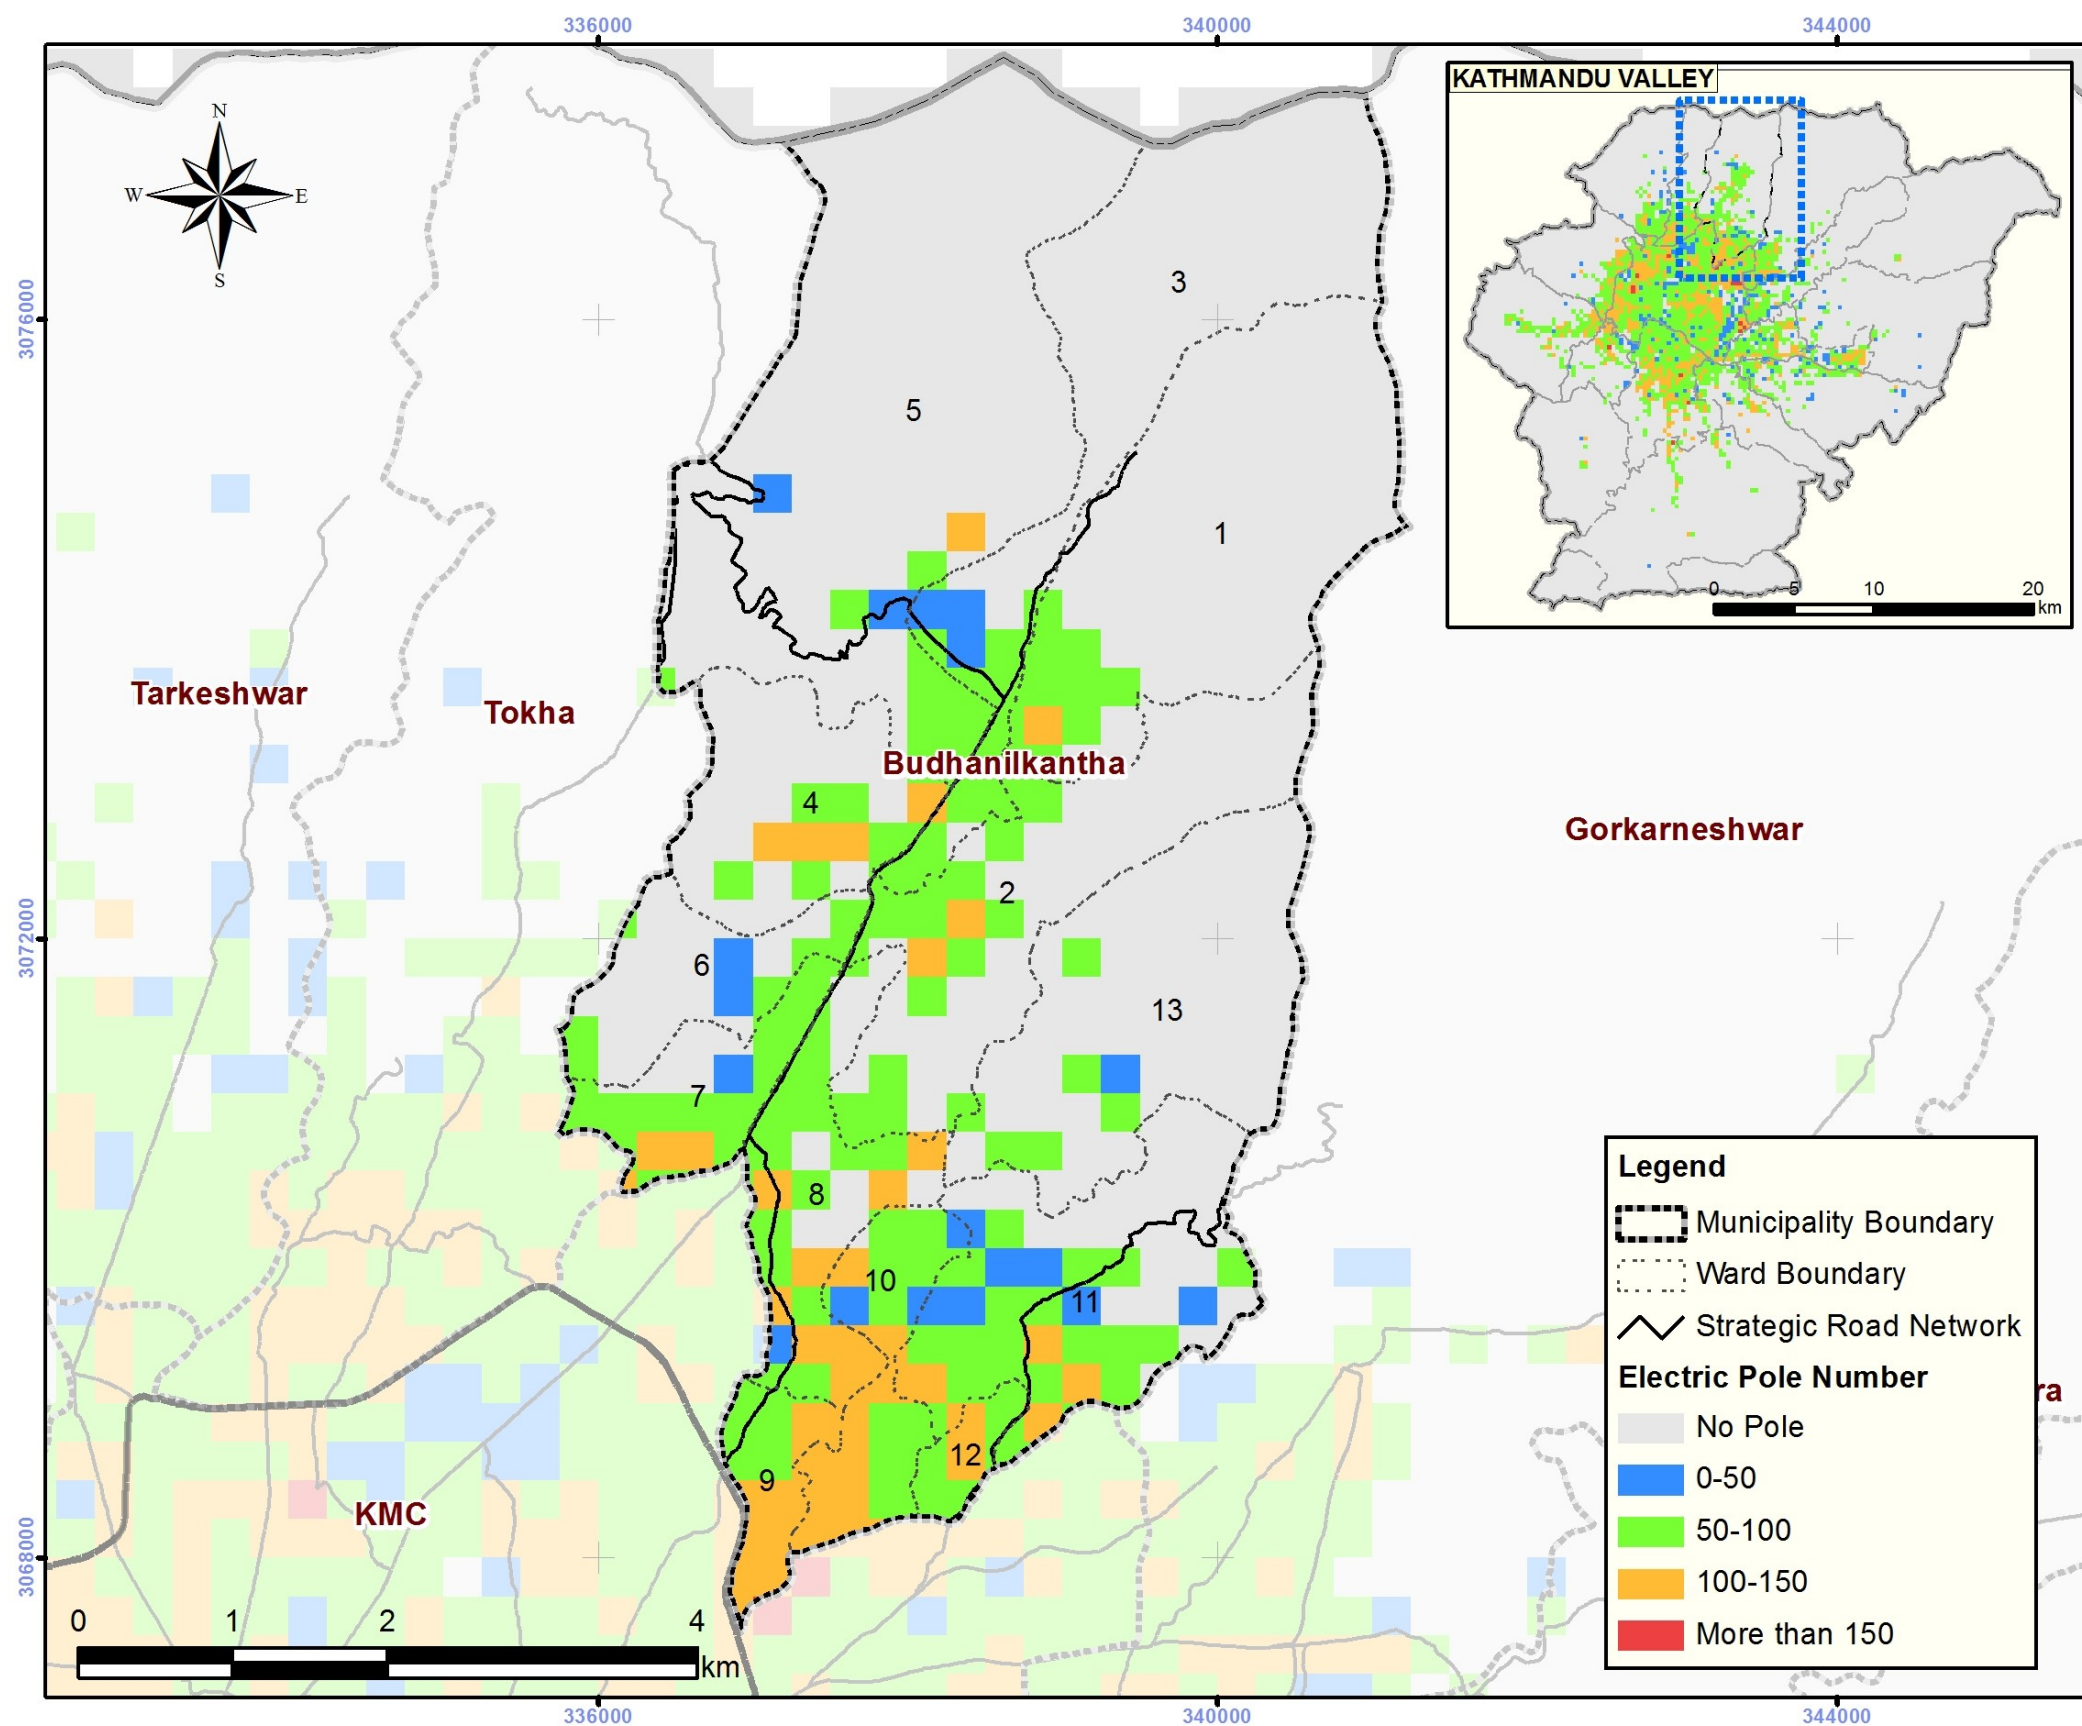 336000
340000
344000
KATHMANDU VALLEY
N
W
E
S
3076000
3
5
1
0
5
10
20
km
Tarkeshwar
Tokha
Budhanilkantha
4
Gorkarneshwar
2
3072000
6
13
7
8
Legend
Municipality Boundary
Ward Boundary
10
11
Strategic Road Network
Electric Pole Number
ra
No Pole
12
9
0-50
KMC
50-100
3068000
100-150
0
1
2
4
More than 150
km
336000
340000
344000